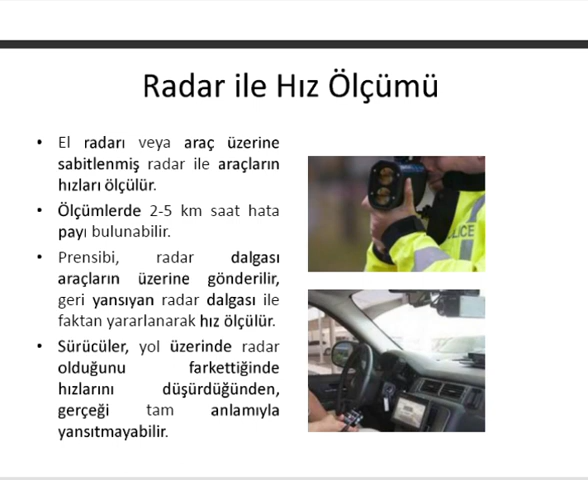 Radar ile Hız Ölçümü
• El radarı veya araç üzerine
sabitlenmiş radar ile araçların
hızları ölçülür.
• Ölçümlerde 2-5 km saat hata
payı bulunabilir.
• Prensibi, radar dalgası
araçların üzerine gönderilir,
geri yansıyan radar dalgası ile
faktan yararlanarak hız ölçülür.
• Sürücüler, yol üzerinde radar
olduğunu farkettiğinde
hızlarını düşürdüğünden,
gerçeği tam anlamıyla
yansıtmayabilir.
LICE